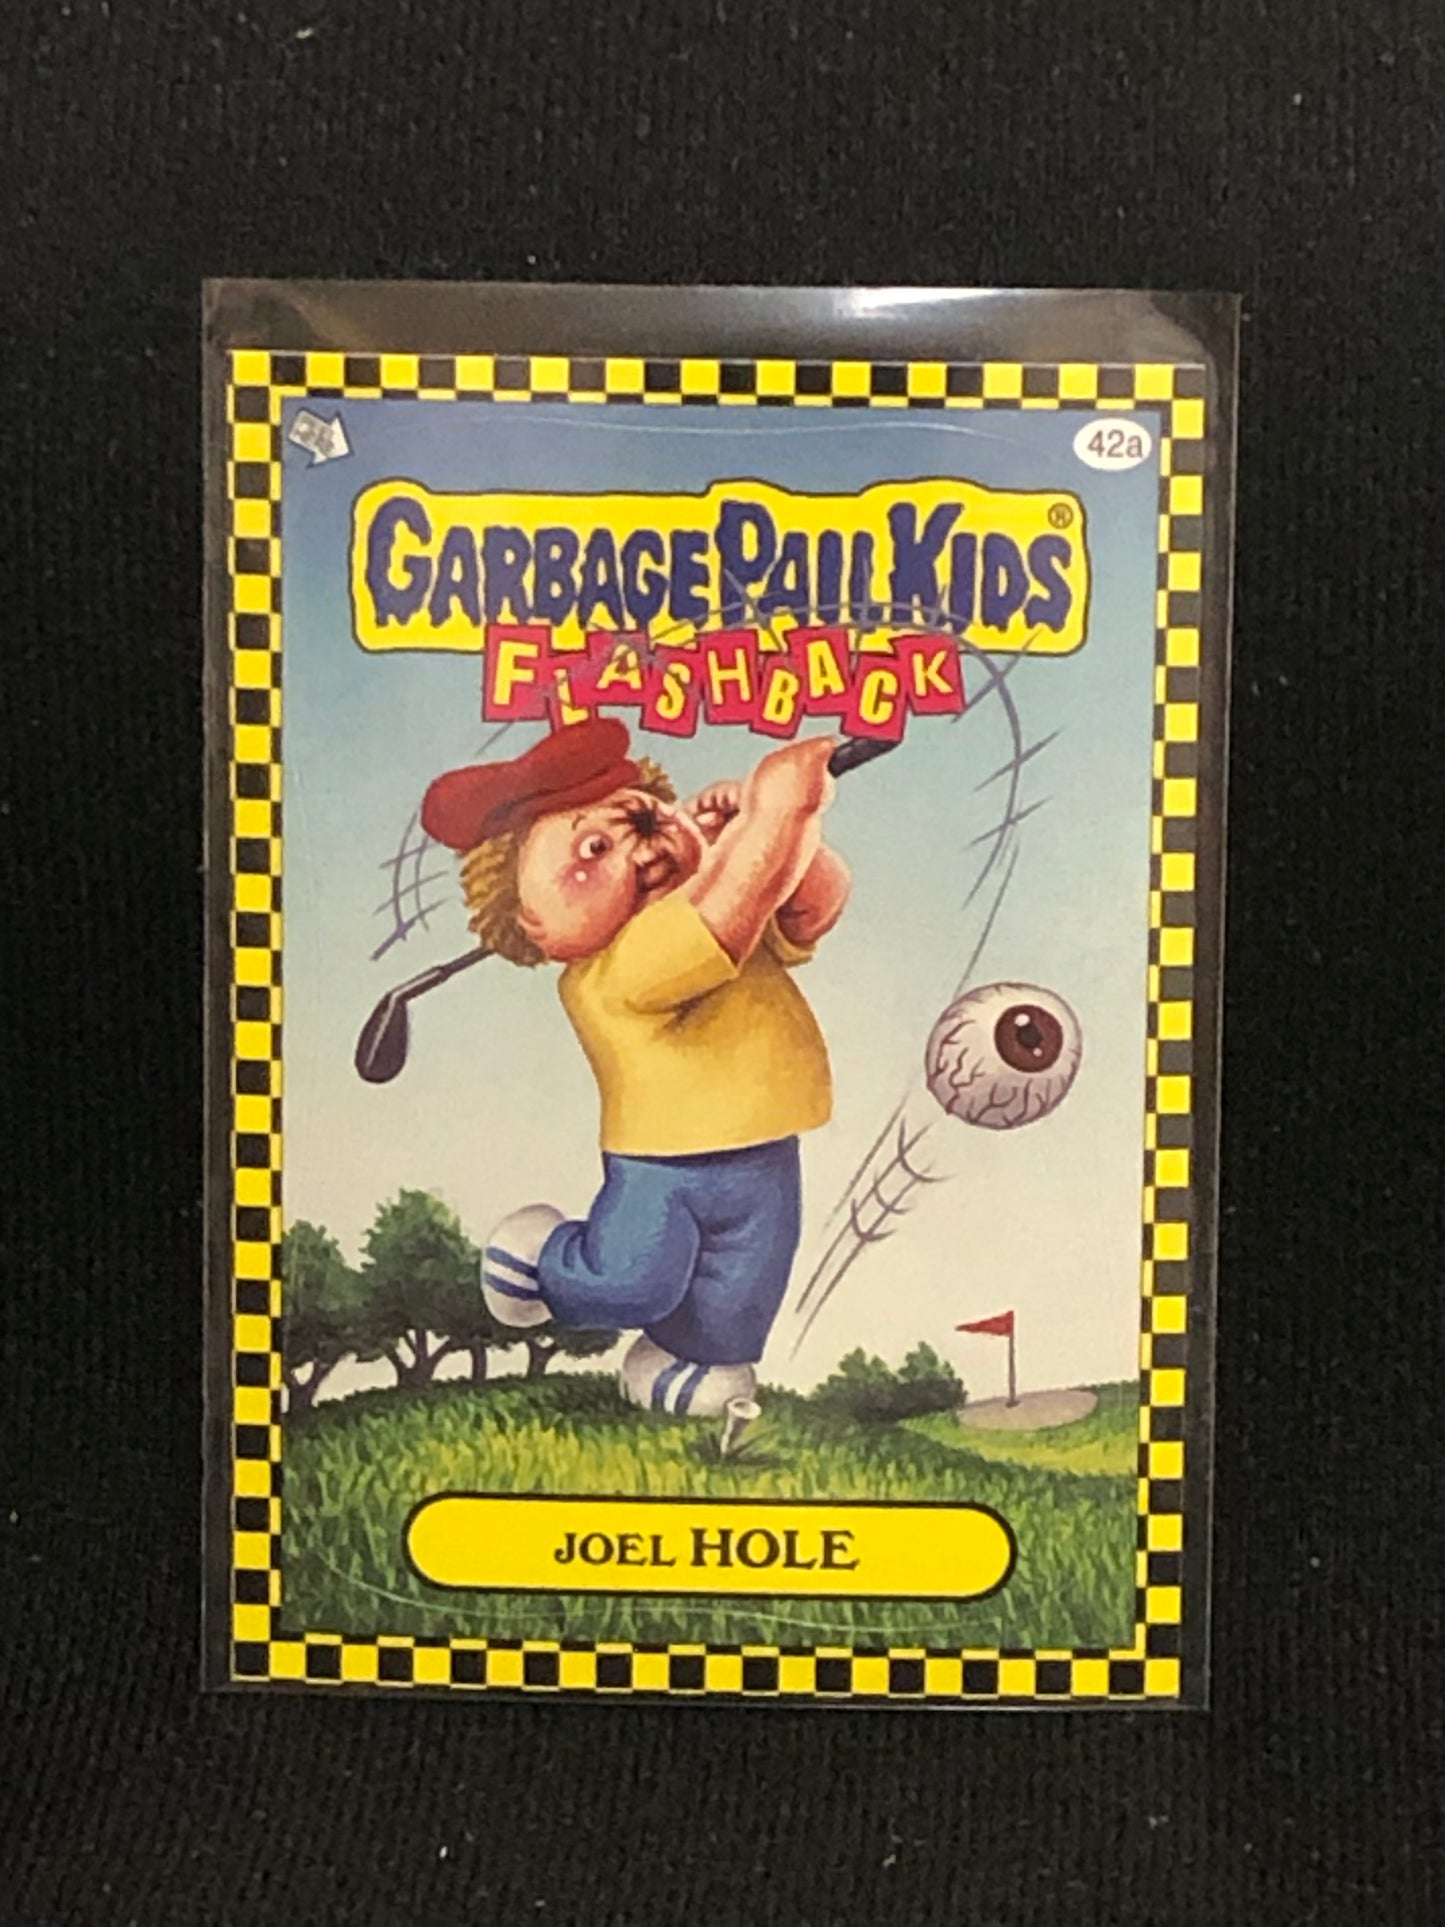 42a
GARBAGE PAIL KIDS®
FLASHBACK
JOEL HOLE